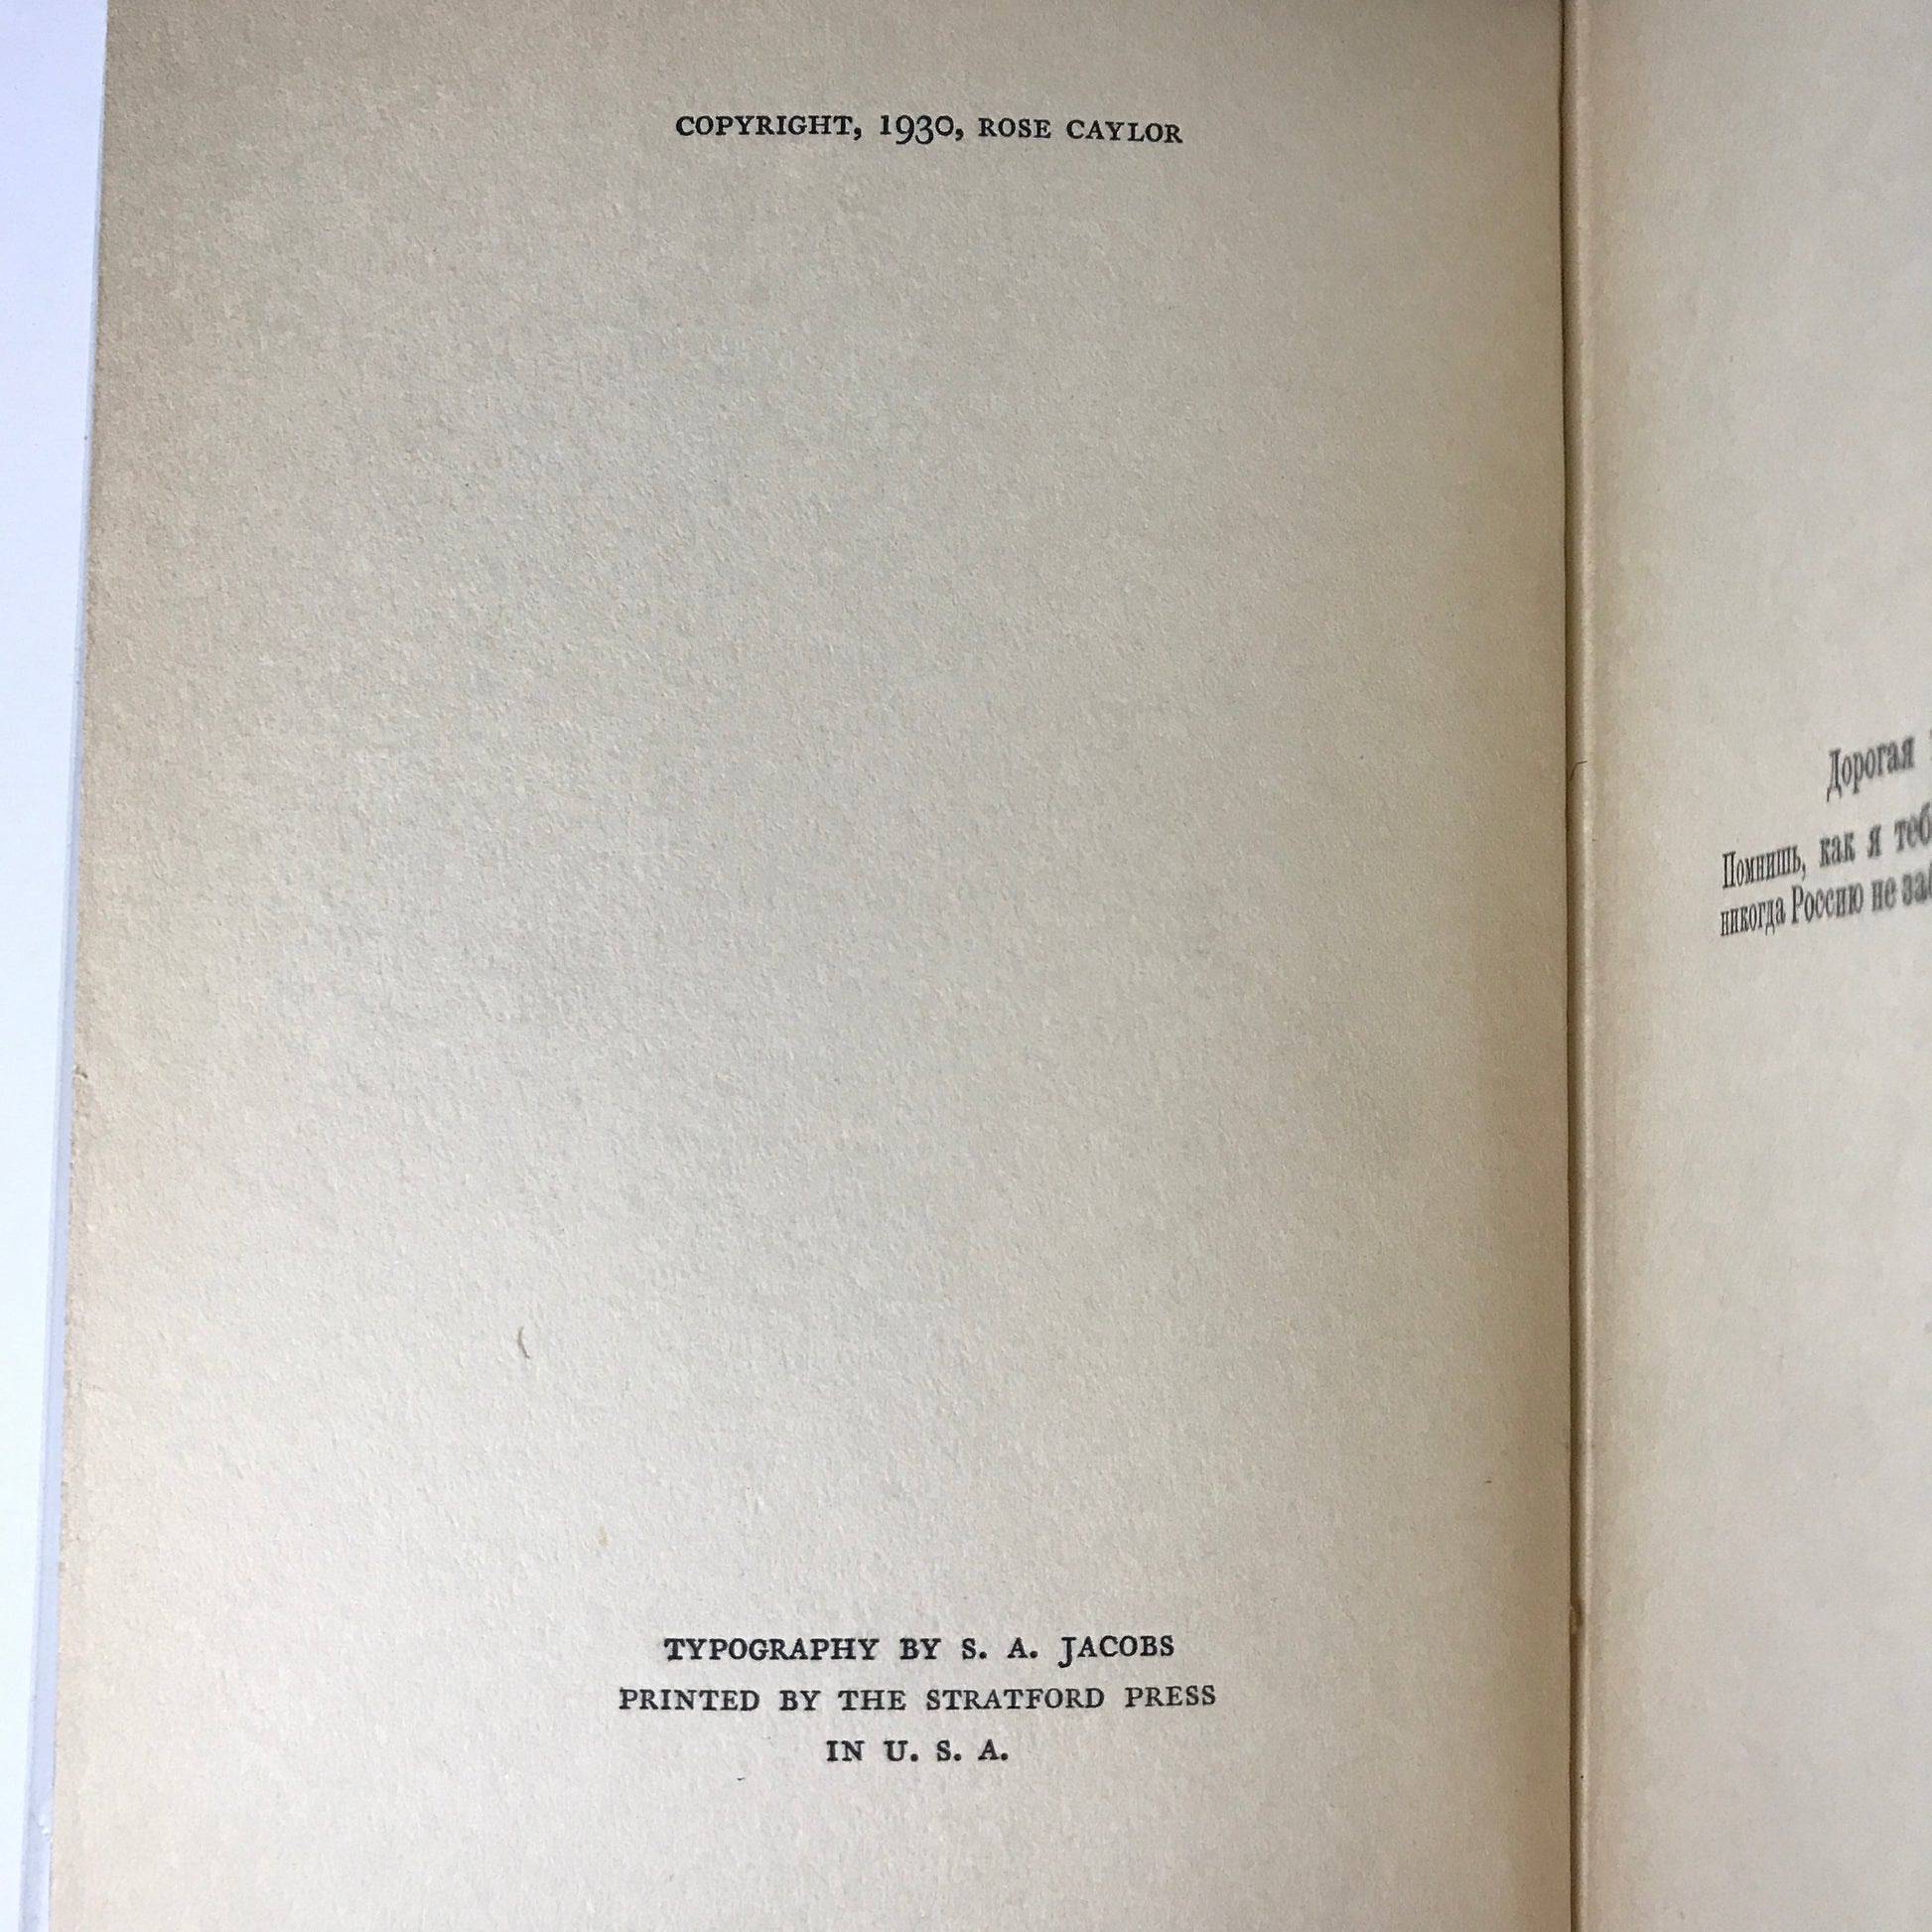 COPYRIGHT, 1930, ROSE CAYLOR
TYPOGRAPHY BY S. A. JACOBS
PRINTED BY THE STRATFORD PRESS
IN U. S. A.
Дорогая
Помнишь, как я
никогда Россию не